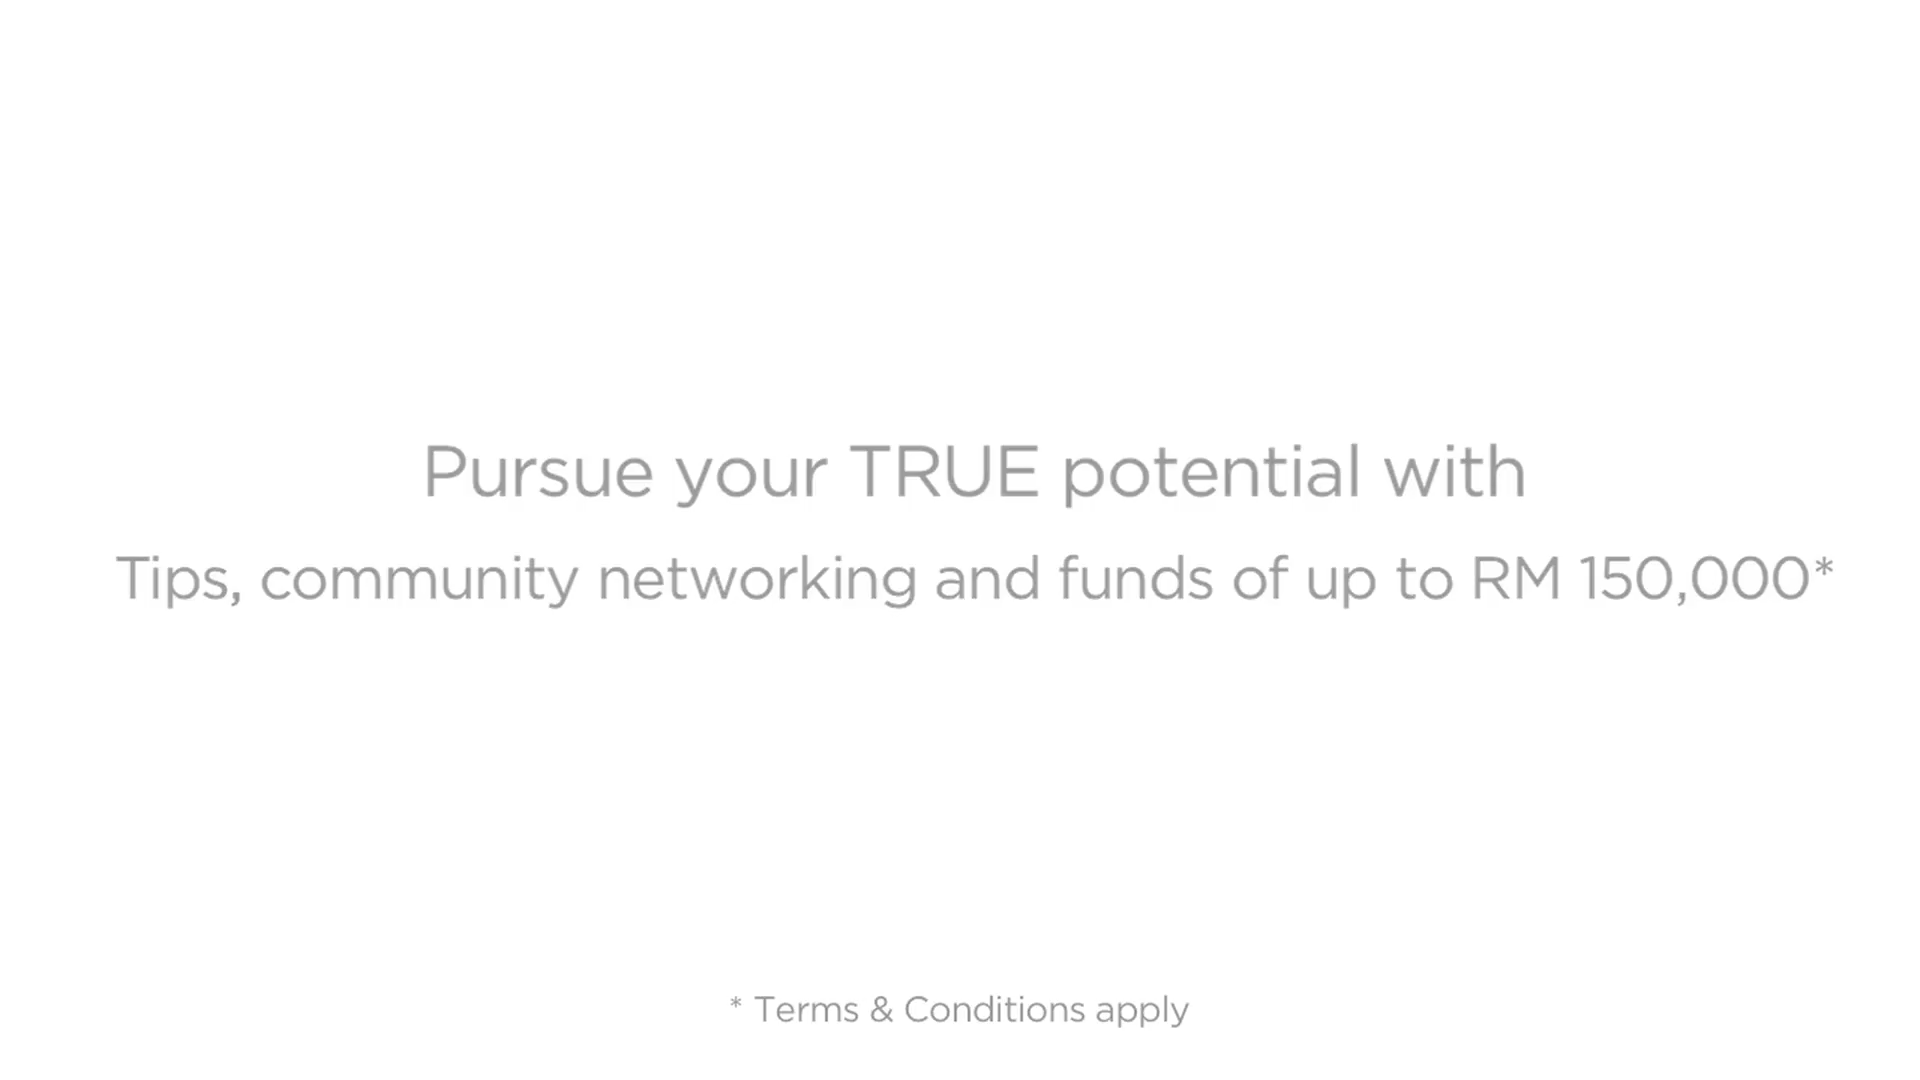 Pursue your TRUE potential with
Tips, community networking and funds of up to RM 150,000*
* Terms & Conditions apply